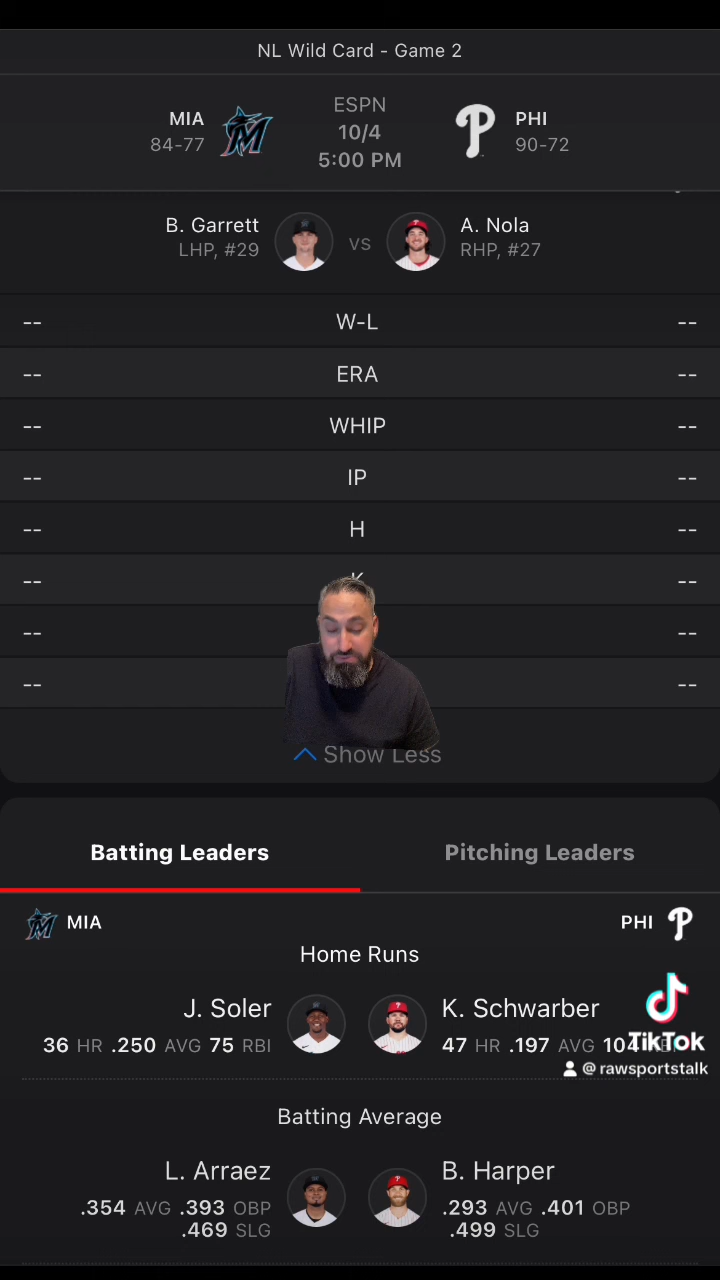 NL Wild Card - Game 2
MIA
84-77
ESPN
10/4
5:00 PM
PHI
90-72
B. Garrett
LHP, #29
VS
A. Nola
RHP, #27
-- W-L --
-- ERA --
-- WHIP --
-- IP --
-- H --
-- K --
-- --
-- --
Show Less
Batting Leaders
Pitching Leaders
MIA
PHI
Home Runs
J. Soler
36 HR .250 AVG 75 RBI
K. Schwarber
47 HR .197 AVG 104
TikTok
@rawsportstalk
Batting Average
L. Arraez
.354 AVG .393 OBP
.469 SLG
B. Harper
.293 AVG .401 OBP
.499 SLG